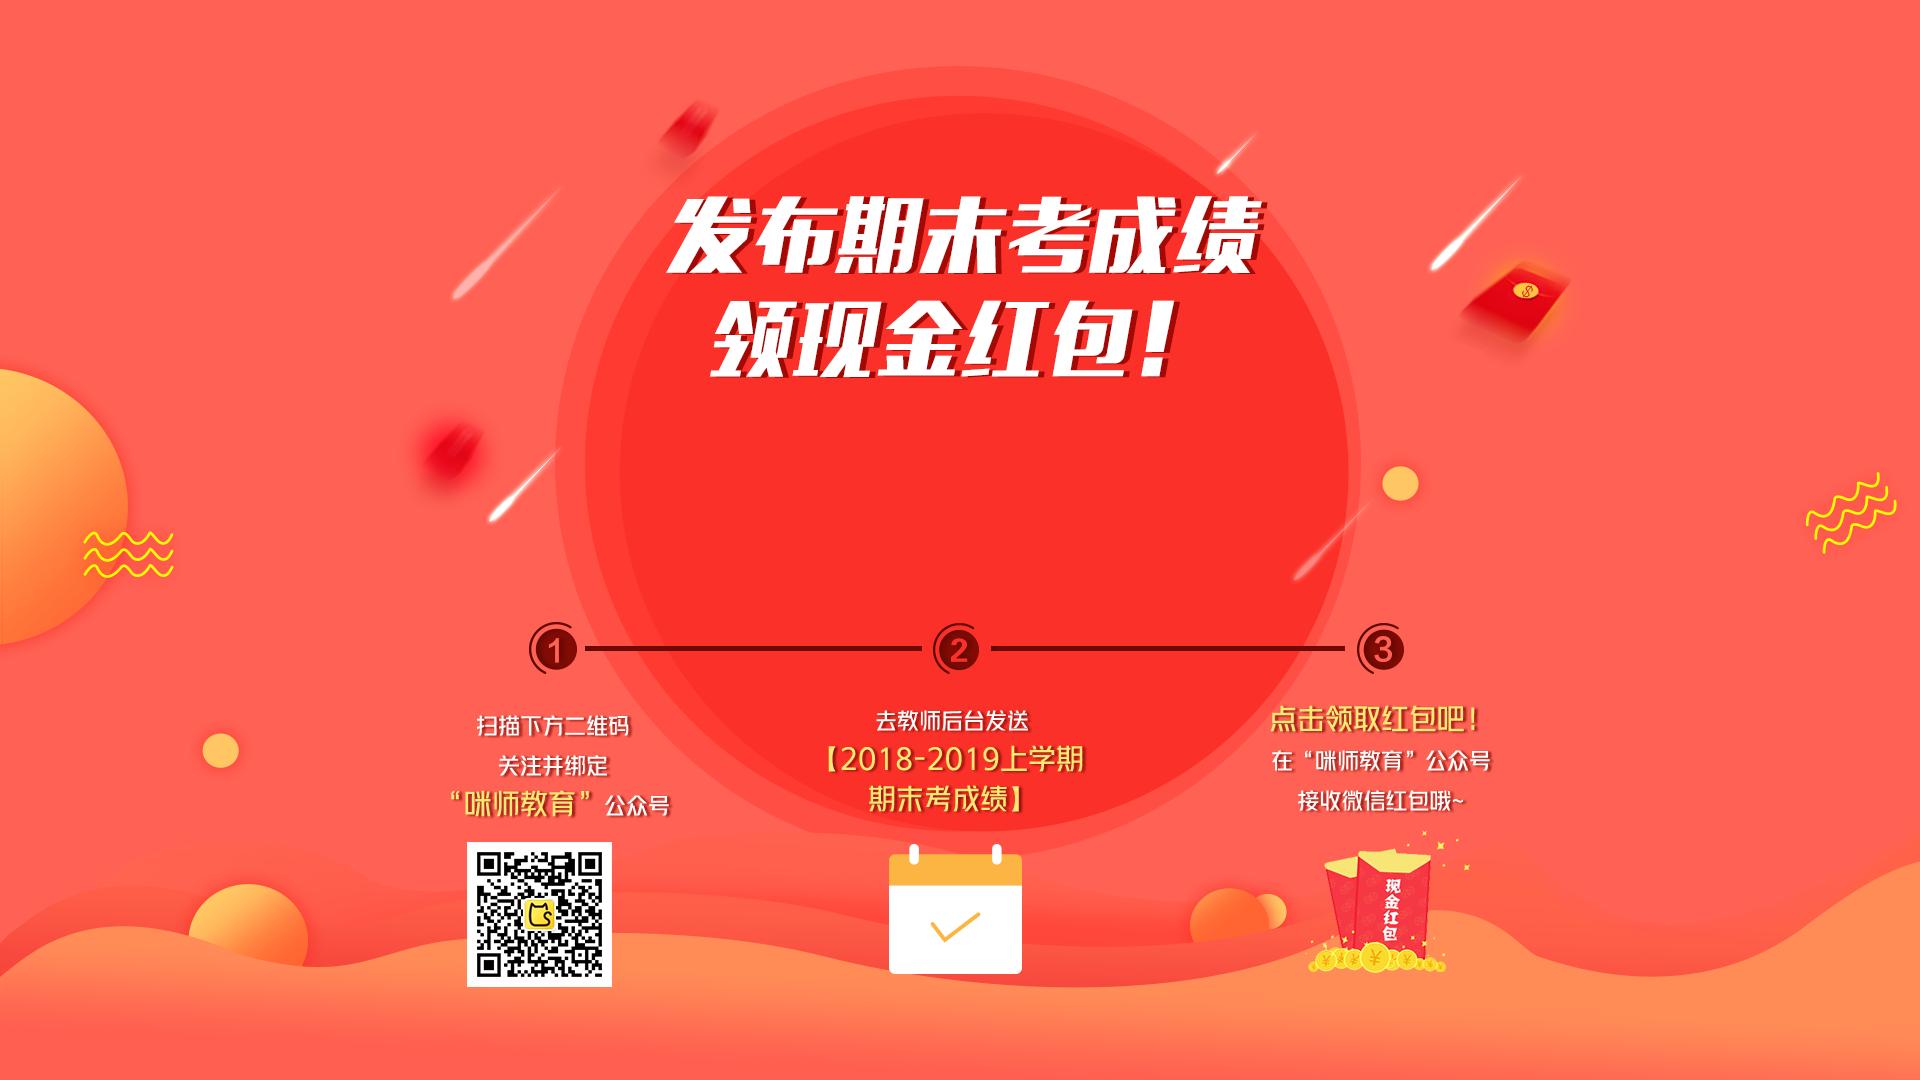 发布期末考成绩
领现金红包!
1
2
3
扫描下方二维码
关注并绑定
“咪师教育”公众号
去教师后台发送
【2018-2019上学期
期末考成绩】
点击领取红包吧!
在“咪师教育”公众号
接收微信红包哦~
现金红包